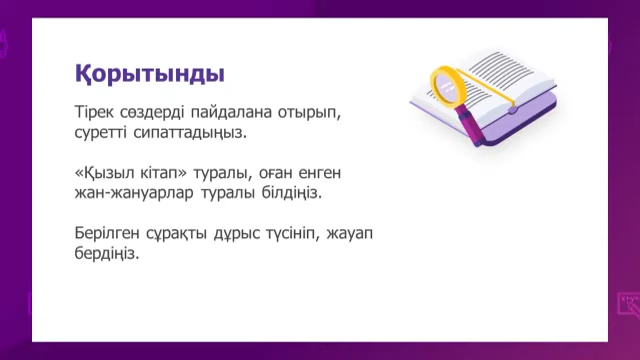 Қорытынды
Тірек сөздерді пайдалана отырып,
суретті сипаттадыңыз.
«Қызыл кітап» туралы, оған енген
жан-жануарлар туралы білдіңіз.
Берілген сұрақты дұрыс түсініп, жауап
бердіңіз.